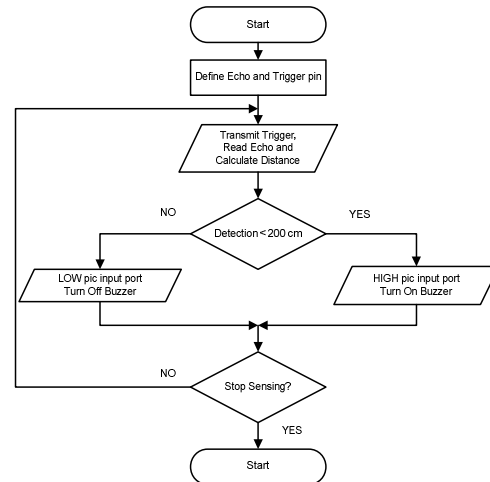 Start
Define Echo and Trigger pin
Transmit Trigger,
Read Echo and
Calculate Distance
Detection < 200 cm
NO
YES
LOW pic input port
Turn Off Buzzer
HIGH pic input port
Turn On Buzzer
Stop Sensing?
NO
YES
Start